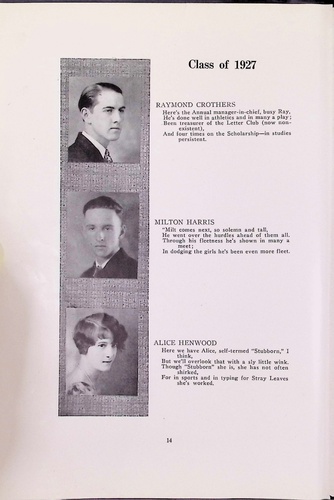 Class of 1927
RAYMOND CROTHERS
Here's the Annual manager-in-chief, busy Ray,
He's done well in athletics and in many a play;
Been treasurer of the Letter Club (now non-
existent),
And four times on the Scholarship—in studies
persistent.
MILTON HARRIS
"Milt comes next, so solemn and tall,
He went over the hurdles ahead of them all.
Through his fleetness he's shown in many a
meet;
In dodging the girls he's been even more fleet.
ALICE HENWOOD
Here we have Alice, self-termed "Stubborn," I
think,
But we'll overlook that with a sly little wink.
Though "Stubborn" she is, she has not often
shirked,
For in sports and in typing for Stray Leaves
she's worked.
14